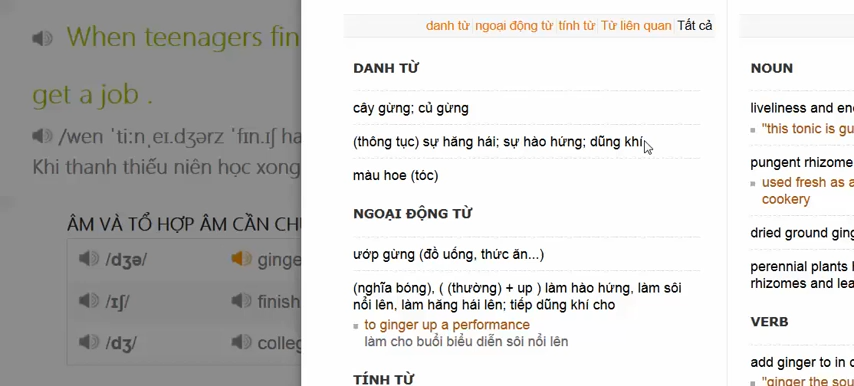 When teenagers fin
get a job .
/wen ˈtiːnˌeɪ.dʒərz ˈfɪn.ɪʃ ha
Khi thanh thiếu niên học xong
ÂM VÀ TỔ HỢP ÂM CẦN CHÚ
/dʒə/ ginge
/ɪʃ/ finish
/dʒ/ colleg
danh từ ngoại động từ tính từ Từ liên quan Tất cả
DANH TỪ
cây gừng; củ gừng
(thông tục) sự hăng hái; sự hào hứng; dũng khí
màu hoe (tóc)
NGOẠI ĐỘNG TỪ
ướp gừng (đồ uống, thức ăn...)
(nghĩa bóng), ( (thường) + up ) làm hào hứng, làm sôi
nổi lên, làm hăng hái lên; tiếp dũng khí cho
to ginger up a performance
làm cho buổi biểu diễn sôi nổi lên
TÍNH TỪ
NOUN
liveliness and ene
"this tonic is gu
pungent rhizome
used fresh as a
cookery
dried ground ging
perennial plants h
rhizomes and lea
VERB
add ginger to in o
"ginger the sou